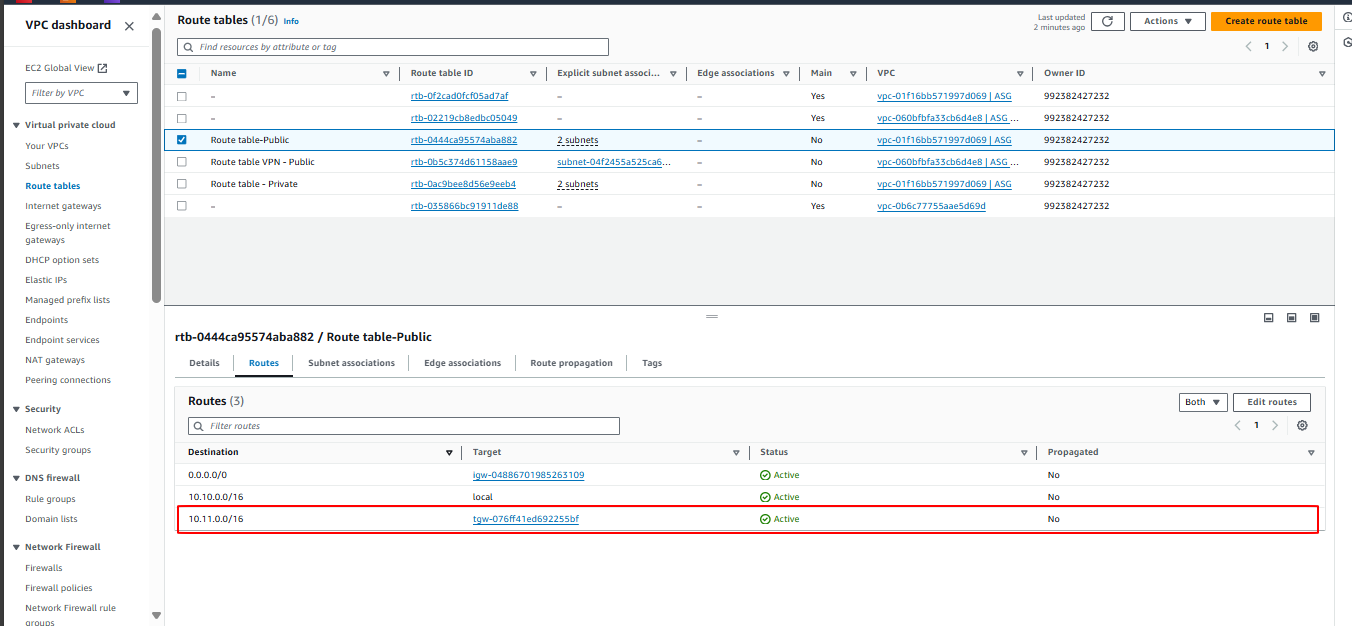 VPC dashboard
EC2 Global View
Filter by VPC
Virtual private cloud
Your VPCs
Subnets
Route tables
Internet gateways
Egress-only internet
gateways
DHCP option sets
Elastic IPs
Managed prefix lists
Endpoints
Endpoint services
NAT gateways
Peering connections
Security
Network ACLs
Security groups
DNS firewall
Rule groups
Domain lists
Network Firewall
Firewalls
Firewall policies
Network Firewall rule
groups
Route tables (1/6) Info
Last updated
2 minutes ago
Actions
Create route table
Find resources by attribute or tag
1
Name Route table ID Explicit subnet associ... Edge associations Main VPC Owner ID
– rtb-0f2cad0fcf05ad7af – – Yes vpc-01f16bb571997d069 | ASG 992382427232
– rtb-02219cb8edbc05049 – – Yes vpc-060bfbfa33cb6d4e8 | ASG ... 992382427232
Route table-Public rtb-0444ca95574aba882 2 subnets – No vpc-01f16bb571997d069 | ASG 992382427232
Route table VPN - Public rtb-0b5c374d61158aae9 subnet-04f2455a525ca6... – No vpc-060bfbfa33cb6d4e8 | ASG ... 992382427232
Route table - Private rtb-0ac9bee8d56e9eeb4 2 subnets – No vpc-01f16bb571997d069 | ASG 992382427232
– rtb-035866bc91911de88 – – Yes vpc-0b6c77755aae5d69d 992382427232
rtb-0444ca95574aba882 / Route table-Public
Details Routes Subnet associations Edge associations Route propagation Tags
Routes (3)
Both
Edit routes
Filter routes
1
Destination Target Status Propagated
0.0.0.0/0 igw-04886701985263109 Active No
10.10.0.0/16 local Active No
10.11.0.0/16 tgw-076ff41ed692255bf Active No